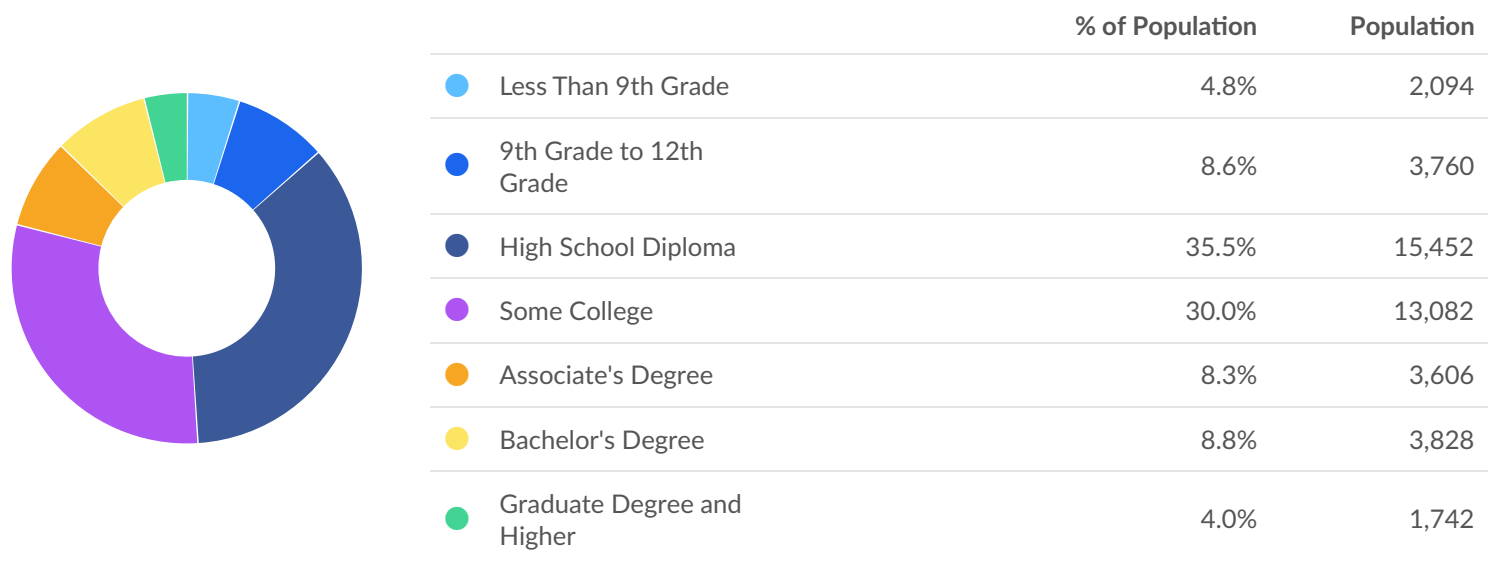 % of Population Population
Less Than 9th Grade 4.8% 2,094
9th Grade to 12th
Grade 8.6% 3,760
High School Diploma 35.5% 15,452
Some College 30.0% 13,082
Associate's Degree 8.3% 3,606
Bachelor's Degree 8.8% 3,828
Graduate Degree and
Higher 4.0% 1,742